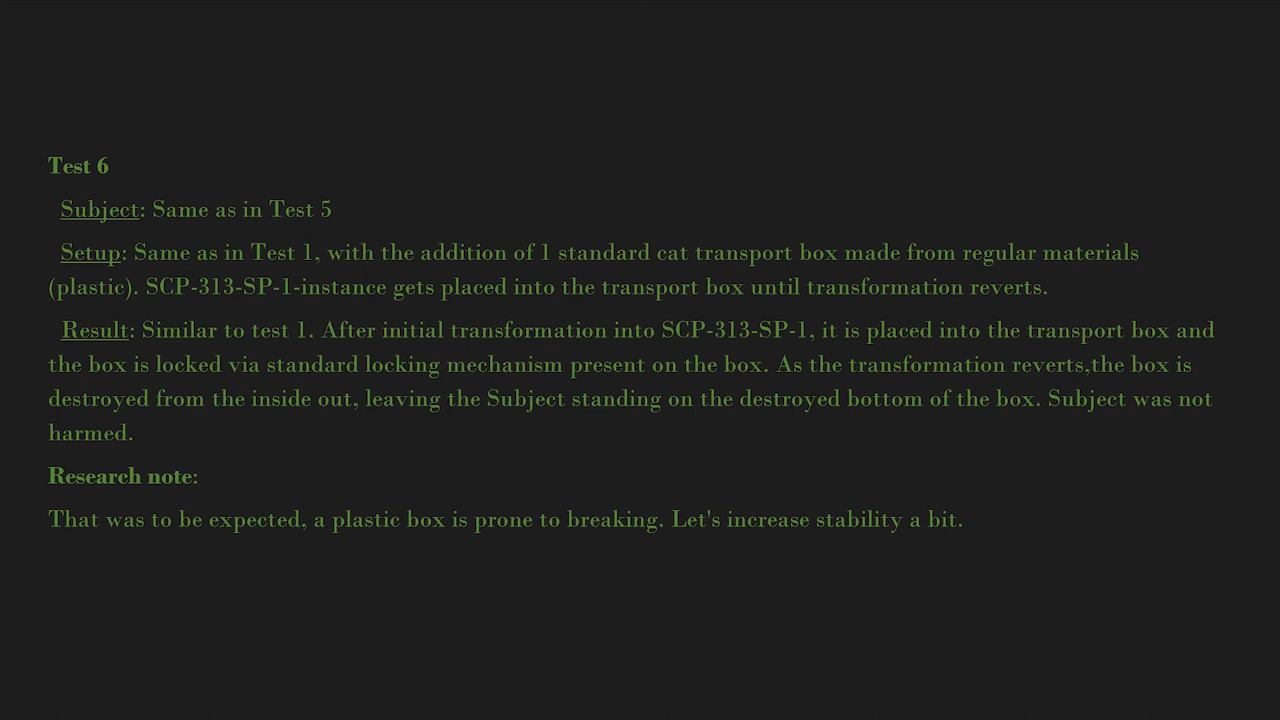 Test 6
Subject: Same as in Test 5
Setup: Same as in Test 1, with the addition of 1 standard cat transport box made from regular materials
(plastic). SCP-313-SP-1-instance gets placed into the transport box until transformation reverts.
Result: Similar to test 1. After initial transformation into SCP-313-SP-1, it is placed into the transport box and
the box is locked via standard locking mechanism present on the box. As the transformation reverts,the box is
destroyed from the inside out, leaving the Subject standing on the destroyed bottom of the box. Subject was not
harmed.
Research note:
That was to be expected, a plastic box is prone to breaking. Let's increase stability a bit.